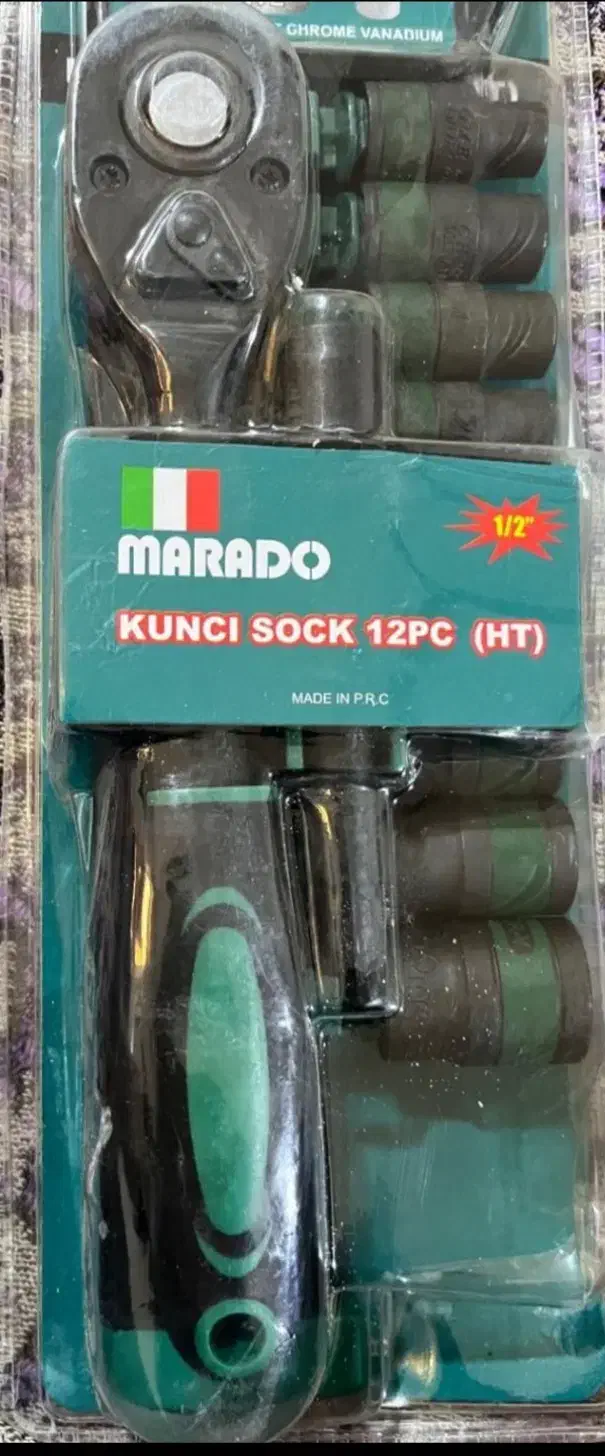 CHROME VANADIUM
1/2"
MARADO
KUNCI SOCK 12PC (HT)
MADE IN P.R.C